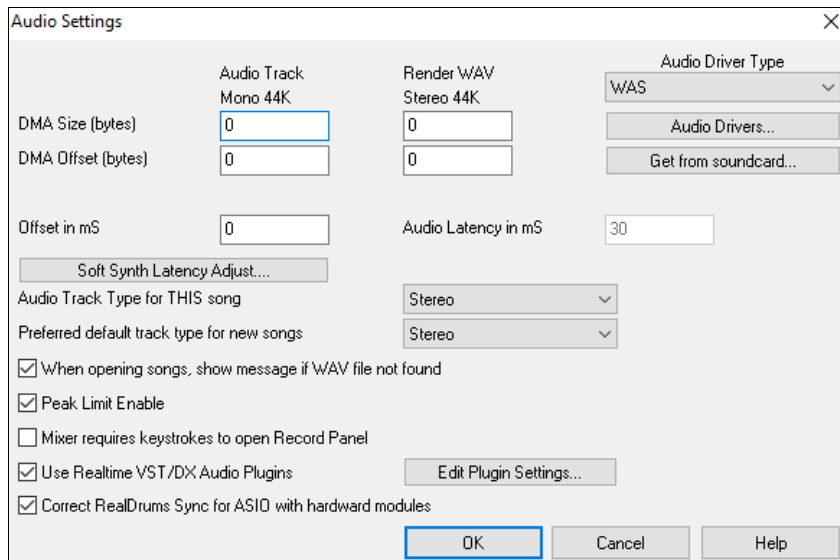 Audio Settings
Audio Track
Mono 44K
Render WAV
Stereo 44K
Audio Driver Type
WAS
DMA Size (bytes)
0
0
Audio Drivers...
DMA Offset (bytes)
0
0
Get from soundcard...
Offset in mS
0
Audio Latency in mS
30
Soft Synth Latency Adjust....
Audio Track Type for THIS song
Stereo
Preferred default track type for new songs
Stereo
When opening songs, show message if WAV file not found
Peak Limit Enable
Mixer requires keystrokes to open Record Panel
Use Realtime VST/DX Audio Plugins
Edit Plugin Settings...
Correct RealDrums Sync for ASIO with hardward modules
OK
Cancel
Help